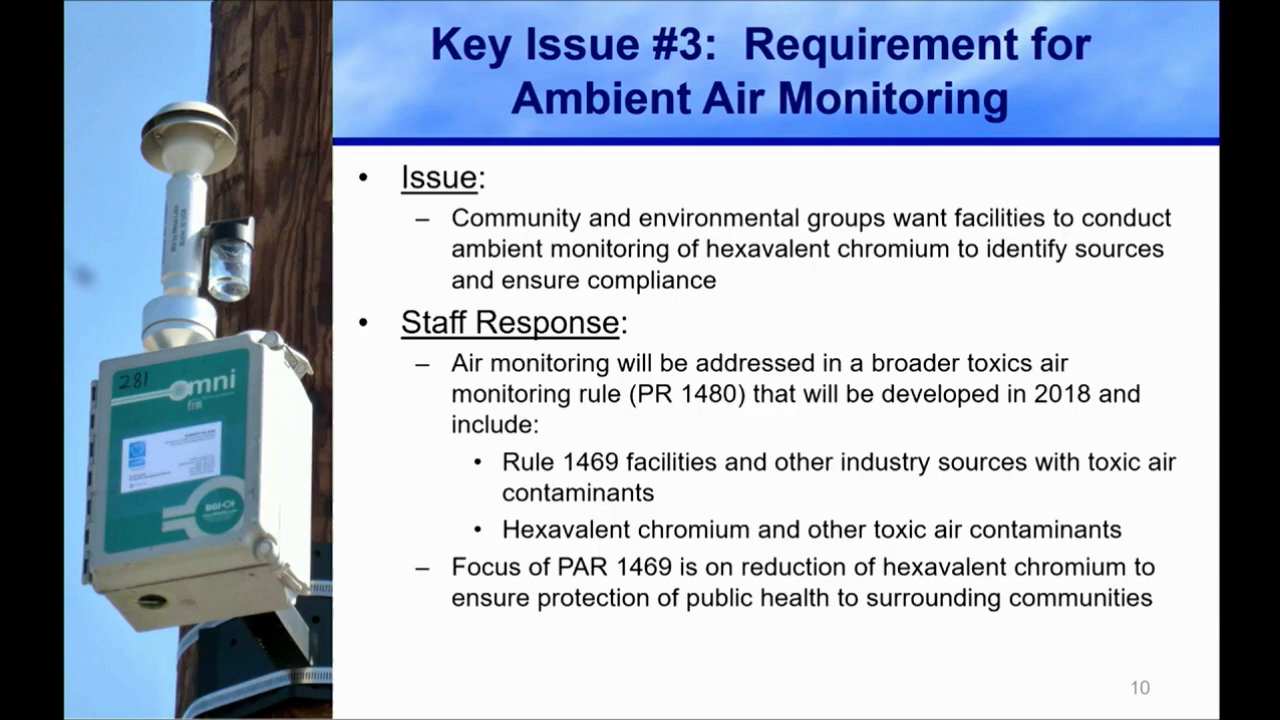 Key Issue #3: Requirement for
Ambient Air Monitoring
• Issue:
– Community and environmental groups want facilities to conduct
ambient monitoring of hexavalent chromium to identify sources
and ensure compliance
• Staff Response:
– Air monitoring will be addressed in a broader toxics air
monitoring rule (PR 1480) that will be developed in 2018 and
include:
• Rule 1469 facilities and other industry sources with toxic air
contaminants
• Hexavalent chromium and other toxic air contaminants
– Focus of PAR 1469 is on reduction of hexavalent chromium to
ensure protection of public health to surrounding communities
10
281
omni
frm
BGI